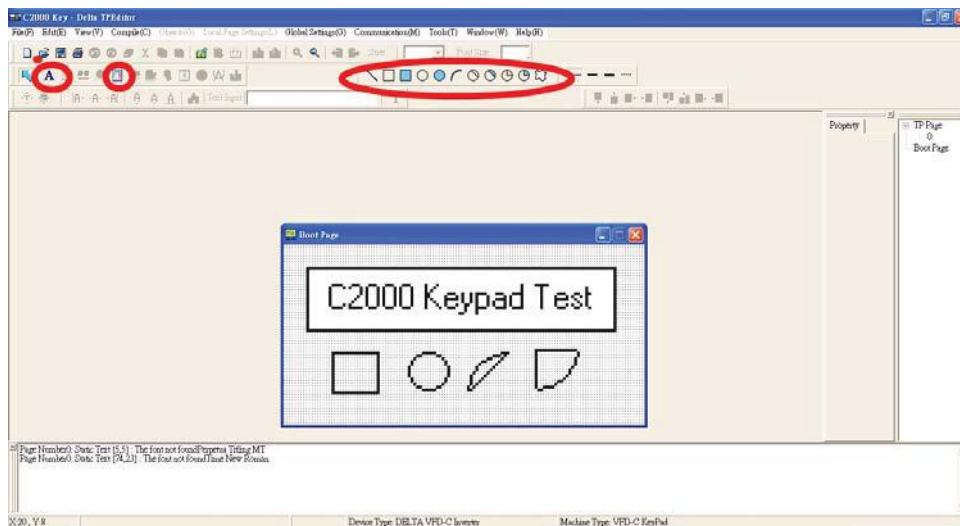 C2000 Key - Delta TPEditor
File(F) Edit(E) View(V) Compile(C) Objects(O) Local Page Settings(L) Global Settings(G) Communication(M) Tools(T) Window(W) Help(H)
Text Input
Property
TP Page
0
Boot Page
Boot Page
C2000 Keypad Test
Page Number0: Static Text [5,5] : The font not foundPerpetua Titling MT
Page Number0: Static Text [74,23] : The font not foundTime New Roman
X:20, Y:8 Device Type: DELTA VFD-C Inverter Machine Type: VFD-C KeyPad